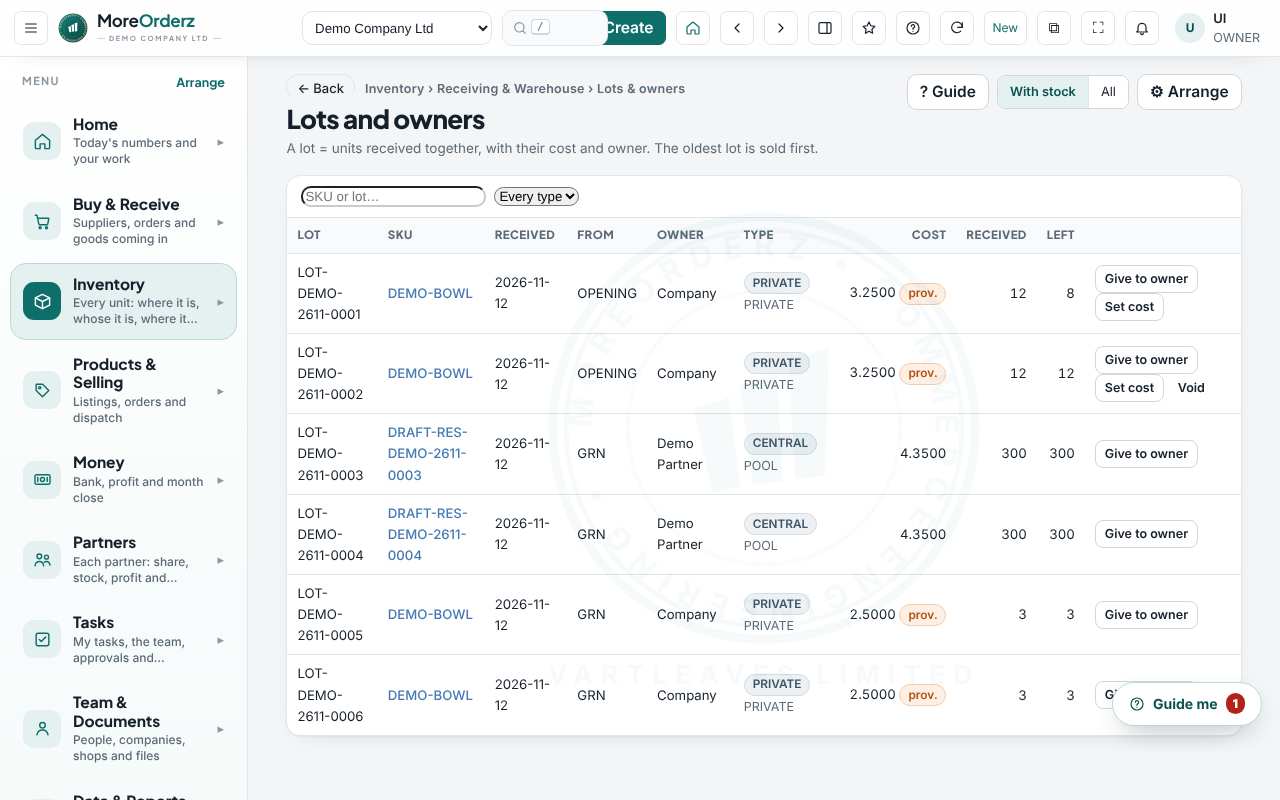 MoreOrderz
— DEMO COMPANY LTD —
Demo Company Ltd
/
Create
New
U
UI
OWNER
MENU
Arrange
Home
Today's numbers and
your work
Buy & Receive
Suppliers, orders and
goods coming in
Inventory
Every unit: where it is,
whose it is, where it...
Products &
Selling
Listings, orders and
dispatch
Money
Bank, profit and month
close
Partners
Each partner: share,
stock, profit and...
Tasks
My tasks, the team,
approvals and...
Team &
Documents
People, companies,
shops and files
Data & Reports
← Back
Inventory › Receiving & Warehouse › Lots & owners
? Guide
With stock
All
⚙ Arrange
Lots and owners
A lot = units received together, with their cost and owner. The oldest lot is sold first.
SKU or lot…
Every type
LOT SKU RECEIVED FROM OWNER TYPE COST RECEIVED LEFT
LOT-
DEMO-
2611-0001
DEMO-BOWL
2026-11-
12
OPENING
Company
PRIVATE
PRIVATE
3.2500 prov.
12
8
Give to owner
Set cost
LOT-
DEMO-
2611-0002
DEMO-BOWL
2026-11-
12
OPENING
Company
PRIVATE
PRIVATE
3.2500 prov.
12
12
Give to owner
Set cost
Void
LOT-
DEMO-
2611-0003
DRAFT-RES-
DEMO-2611-
0003
2026-11-
12
GRN
Demo
Partner
CENTRAL
POOL
4.3500
300
300
Give to owner
LOT-
DEMO-
2611-0004
DRAFT-RES-
DEMO-2611-
0004
2026-11-
12
GRN
Demo
Partner
CENTRAL
POOL
4.3500
300
300
Give to owner
LOT-
DEMO-
2611-0005
DEMO-BOWL
2026-11-
12
GRN
Company
PRIVATE
PRIVATE
2.5000 prov.
3
3
Give to owner
LOT-
DEMO-
2611-0006
DEMO-BOWL
2026-11-
12
GRN
Company
PRIVATE
PRIVATE
2.5000 prov.
3
3
Guide me 1
MOREORDERZ • COMMERCE ENGINEERING •
VARTLEAVES LIMITED